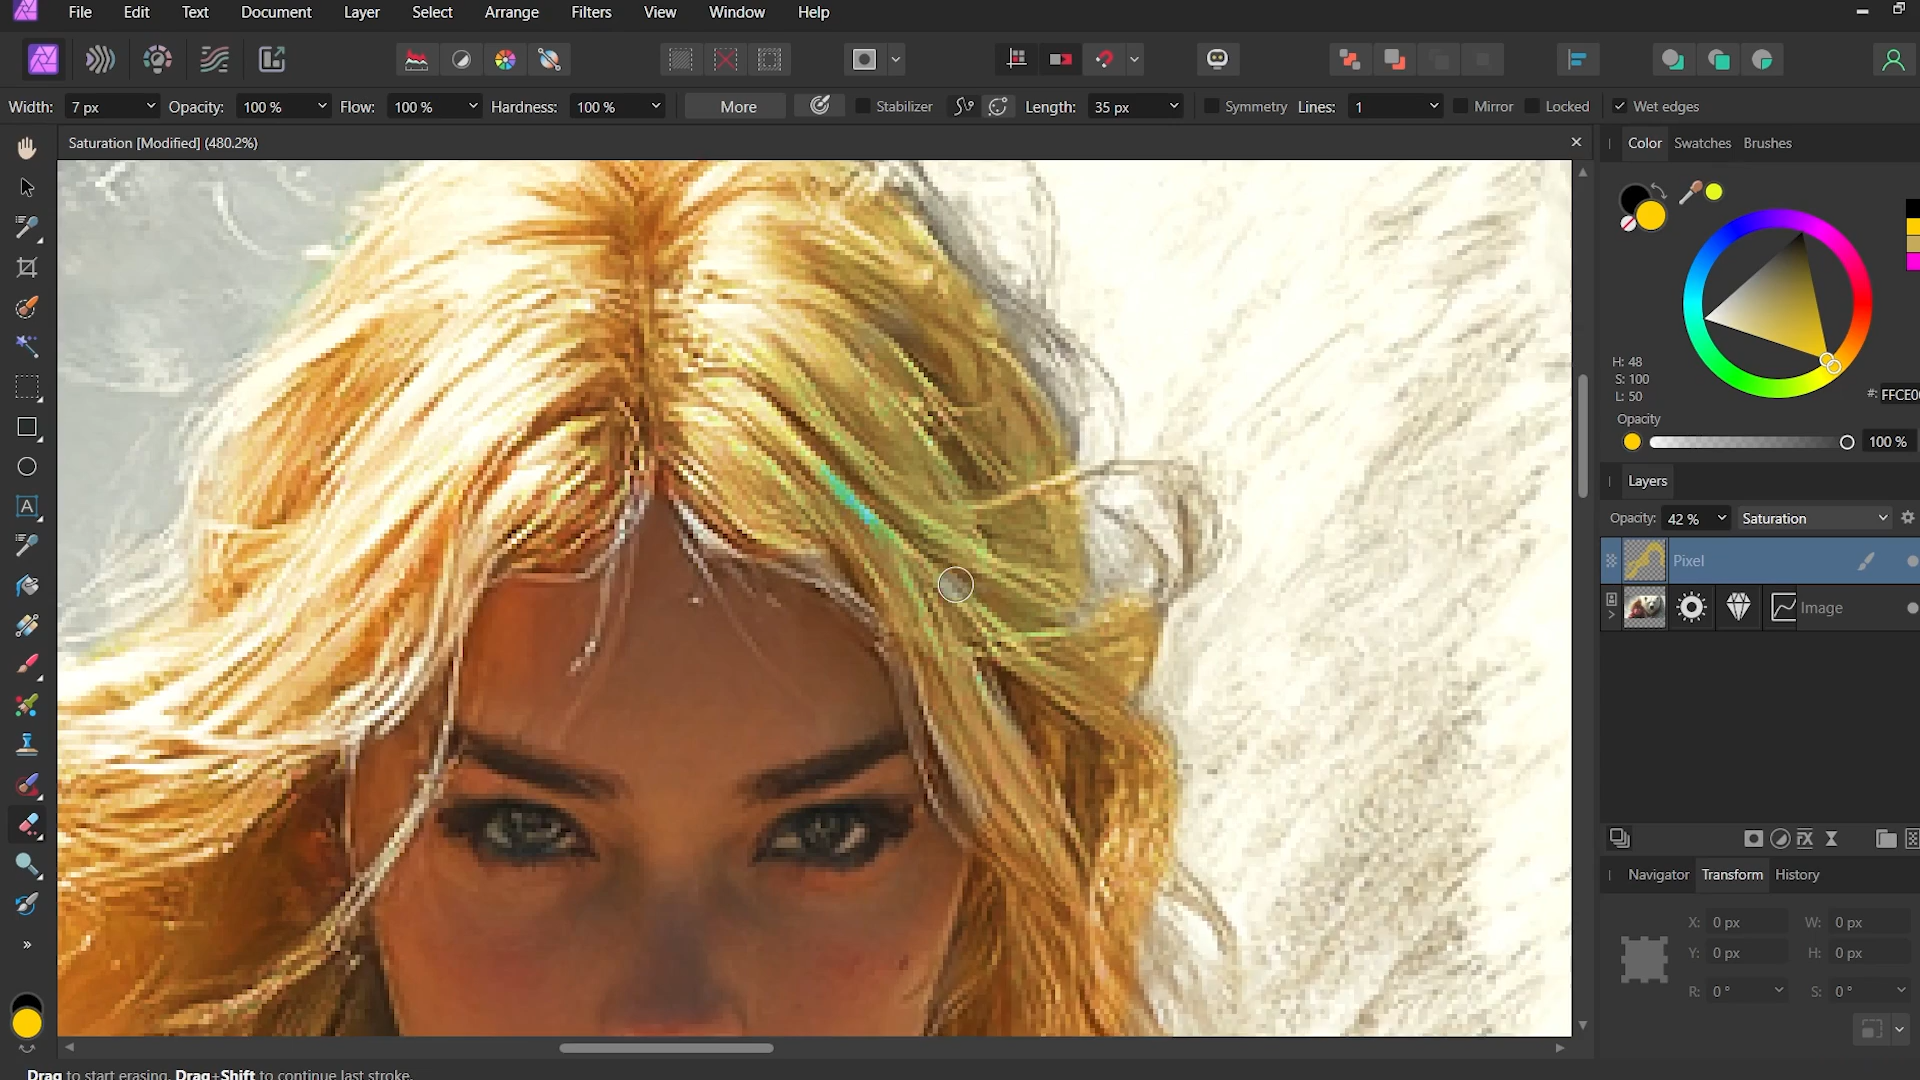 File Edit Text Document Layer Select Arrange Filters View Window Help
Width: 7 px Opacity: 100 % Flow: 100 % Hardness: 100 % More Stabilizer Length: 35 px Symmetry Lines: 1 Mirror Locked Wet edges
Saturation [Modified] (480.2%)
Color Swatches Brushes
H: 48
S: 100
L: 50
#: FFCE0
Opacity
100 %
Layers
Opacity: 42 % Saturation
Pixel
Image
FX
Navigator Transform History
X: 0 px W: 0 px
Y: 0 px H: 0 px
R: 0 ° S: 0 °
A
Drag to start erasing. Drag+Shift to continue last stroke.